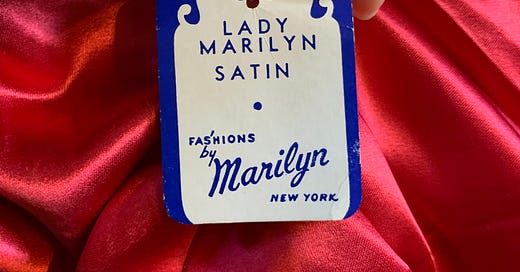 LADY
MARILYN
SATIN
FASHIONS
by Marilyn
NEW YORK